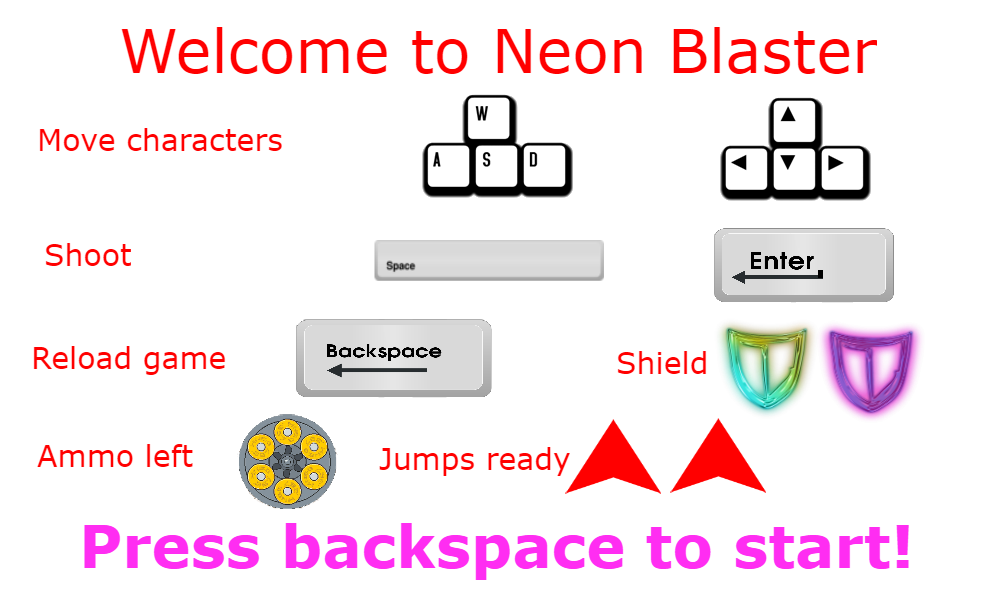 Welcome to Neon Blaster
Move characters
W
A S D
Shoot
Space
Enter
Reload game
Backspace
Shield
Ammo left
Jumps ready
Press backspace to start!